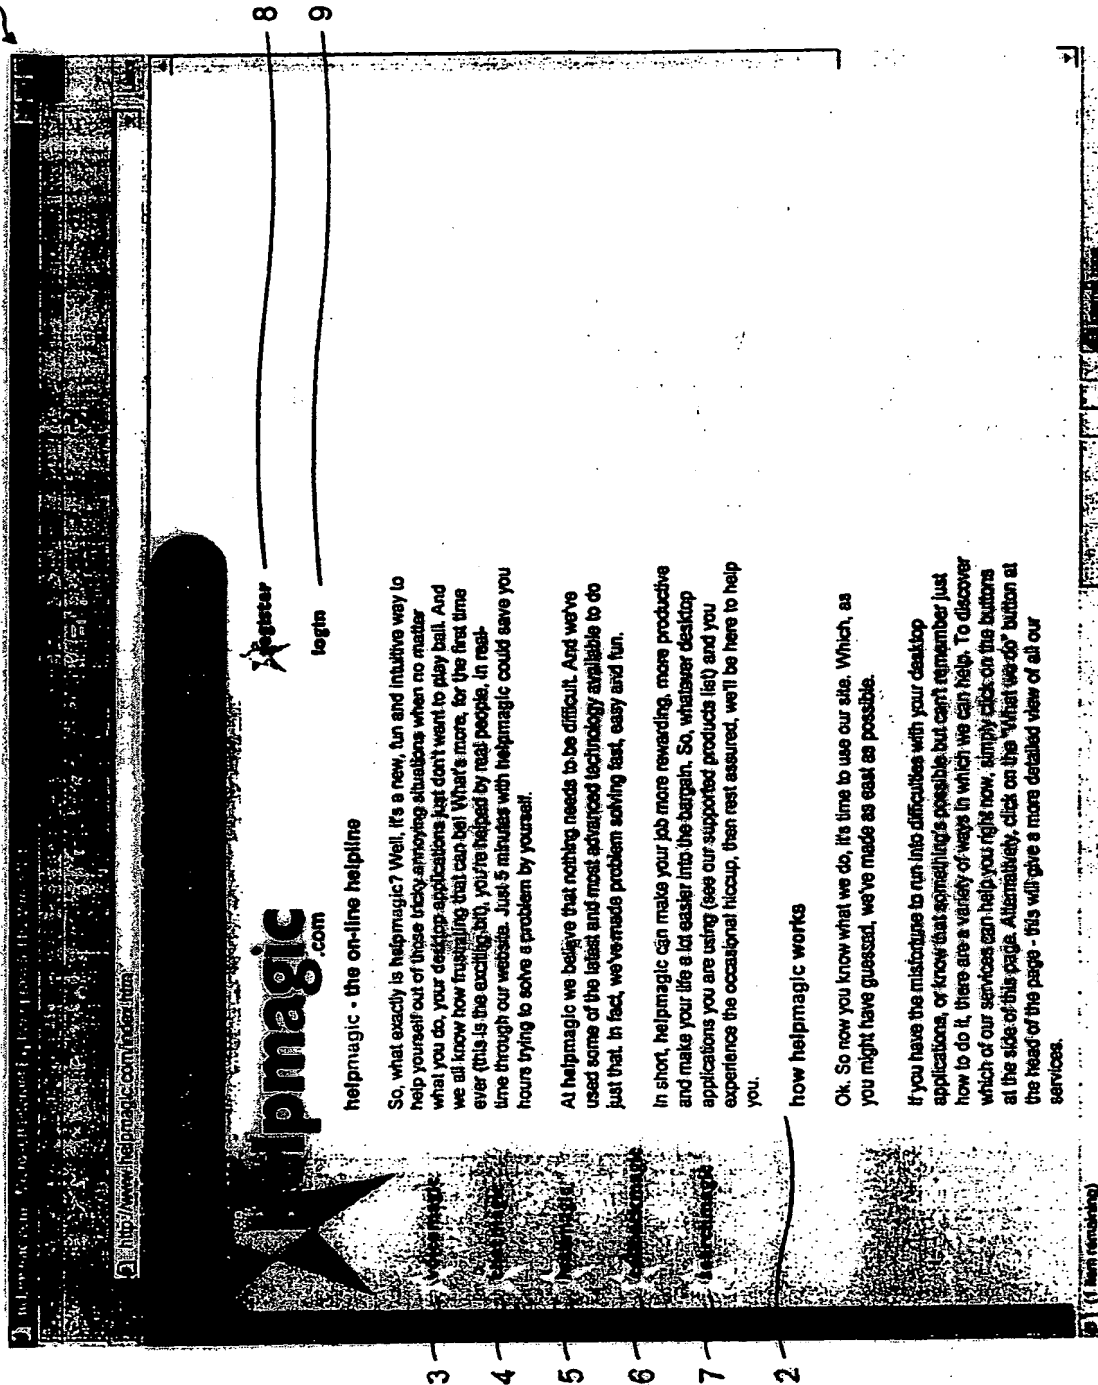 http://www.helpmagic.com/index.htm
helpmagic
.com
register
8
login
9
3
voicemagic
4
5
6
7
2
helpmagic - the on-line helpline
So, what exactly is helpmagic? Well, it's a new, fun and intuitive way to
help yourself out of those tricky annoying situations when no matter
what you do, your desktop applications just don't want to play ball. And
we all know how frustrating that can be! What's more, for the first time
ever (this is the exciting bit), you're helped by real people, in real-
time through our website. Just 5 minutes with helpmagic could save you
hours trying to solve a problem by yourself.
At helpmagic we believe that nothing needs to be difficult. And we've
used some of the latest and most advanced technology available to do
just that. In fact, we've made problem solving fast, easy and fun.
In short, helpmagic can make your job more rewarding, more productive
and make your life a lot easier into the bargain. So, whatever desktop
applications you are using (see our supported products list) and you
experience the occasional hiccup, then rest assured, we'll be here to help
you.
how helpmagic works
Ok. So now you know what we do, it's time to use our site. Which, as
you might have guessed, we've made as east as possible.
If you have the misfortune to run into difficulties with your desktop
applications, or know that something's possible but can't remember just
how to do it, there are a variety of ways in which we can help. To discover
which of our services can help you right now, simply click on the buttons
at the side of this page. Alternatively, click on the "What we do" button at
the head of the page - this will give a more detailed view of all our
services.
(1 item remaining)